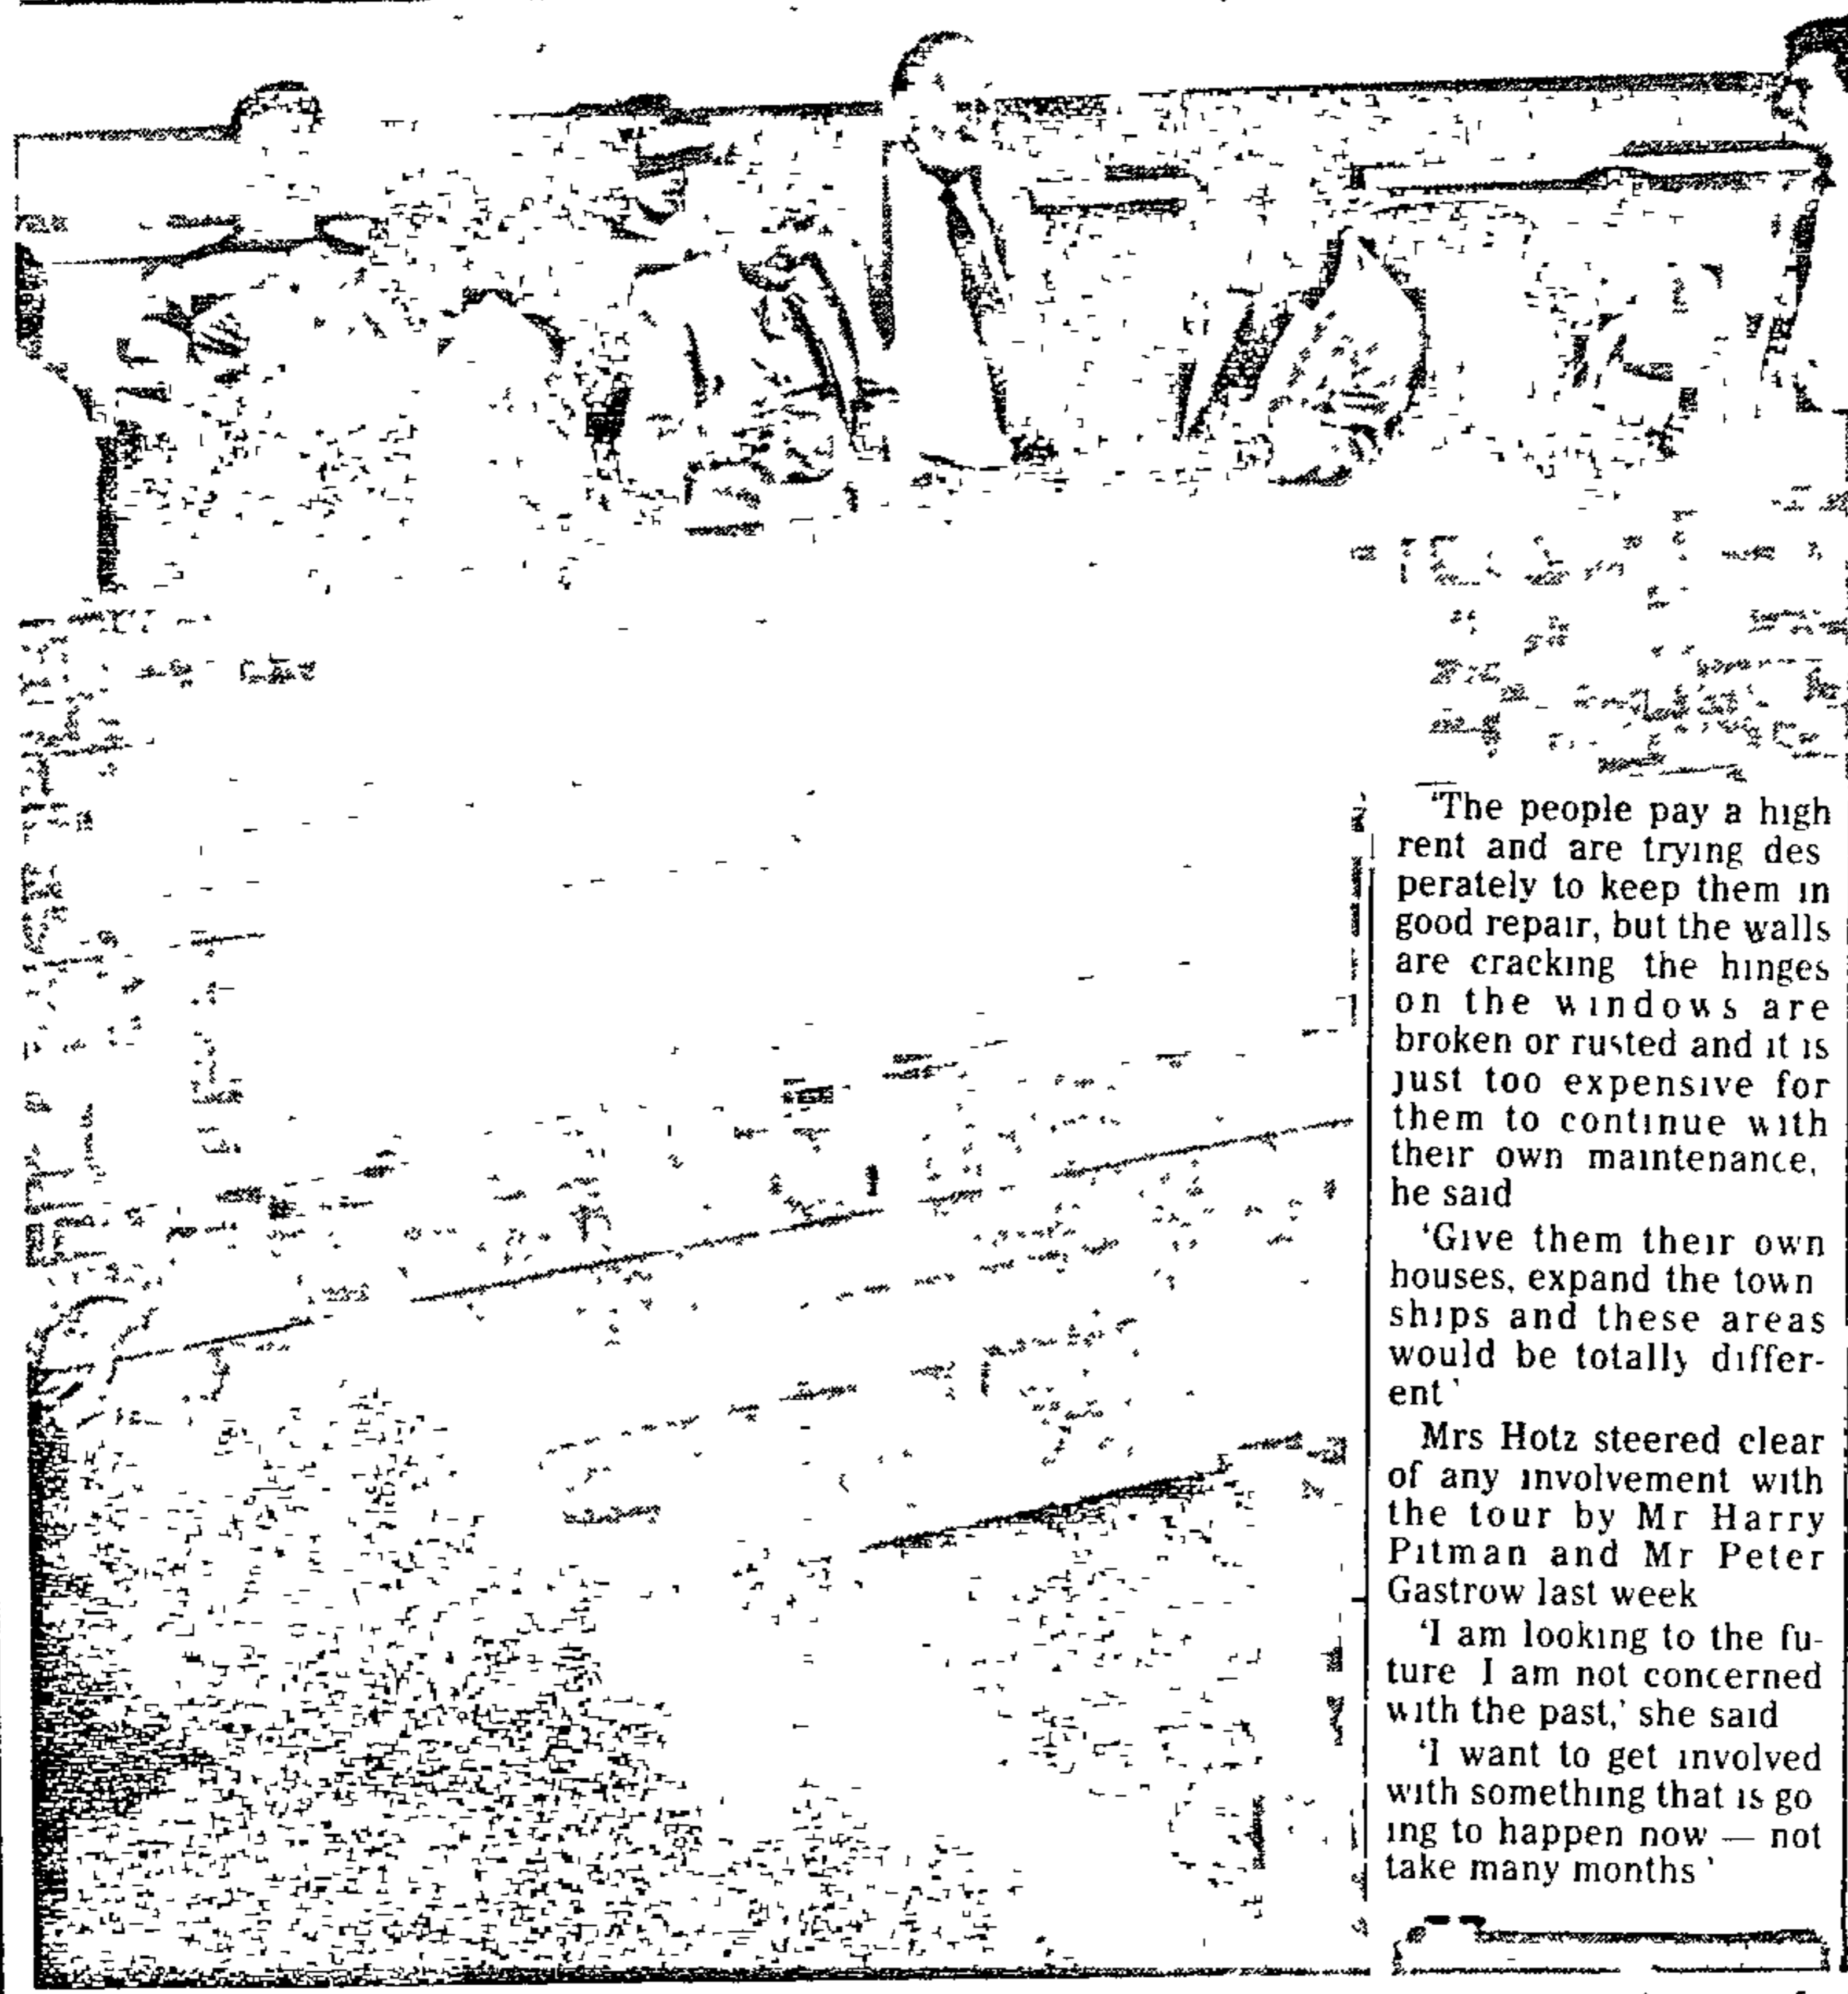 'The people pay a high
rent and are trying des
perately to keep them in
good repair, but the walls
are cracking the hinges
on the windows are
broken or rusted and it is
just too expensive for
them to continue with
their own maintenance,
he said
'Give them their own
houses, expand the town
ships and these areas
would be totally differ-
ent'
Mrs Hotz steered clear
of any involvement with
the tour by Mr Harry
Pitman and Mr Peter
Gastrow last week
'I am looking to the fu-
ture I am not concerned
with the past,' she said
'I want to get involved
with something that is go
ing to happen now — not
take many months'